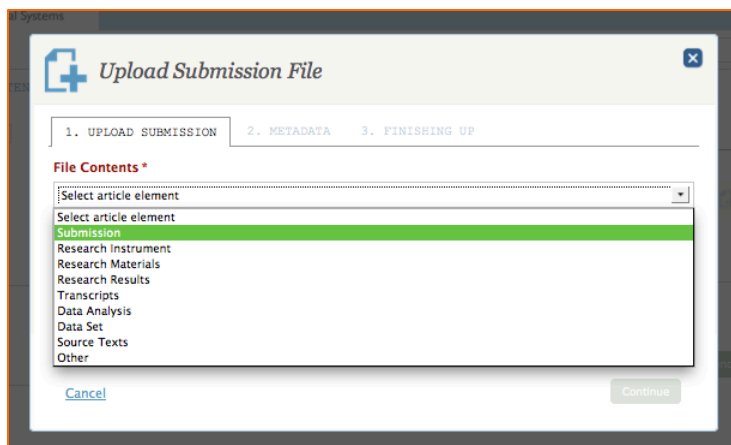 al Systems
Upload Submission File
1. UPLOAD SUBMISSION 2. METADATA 3. FINISHING UP
File Contents *
Select article element
Select article element
Submission
Research Instrument
Research Materials
Research Results
Transcripts
Data Analysis
Data Set
Source Texts
Other
Cancel Continue